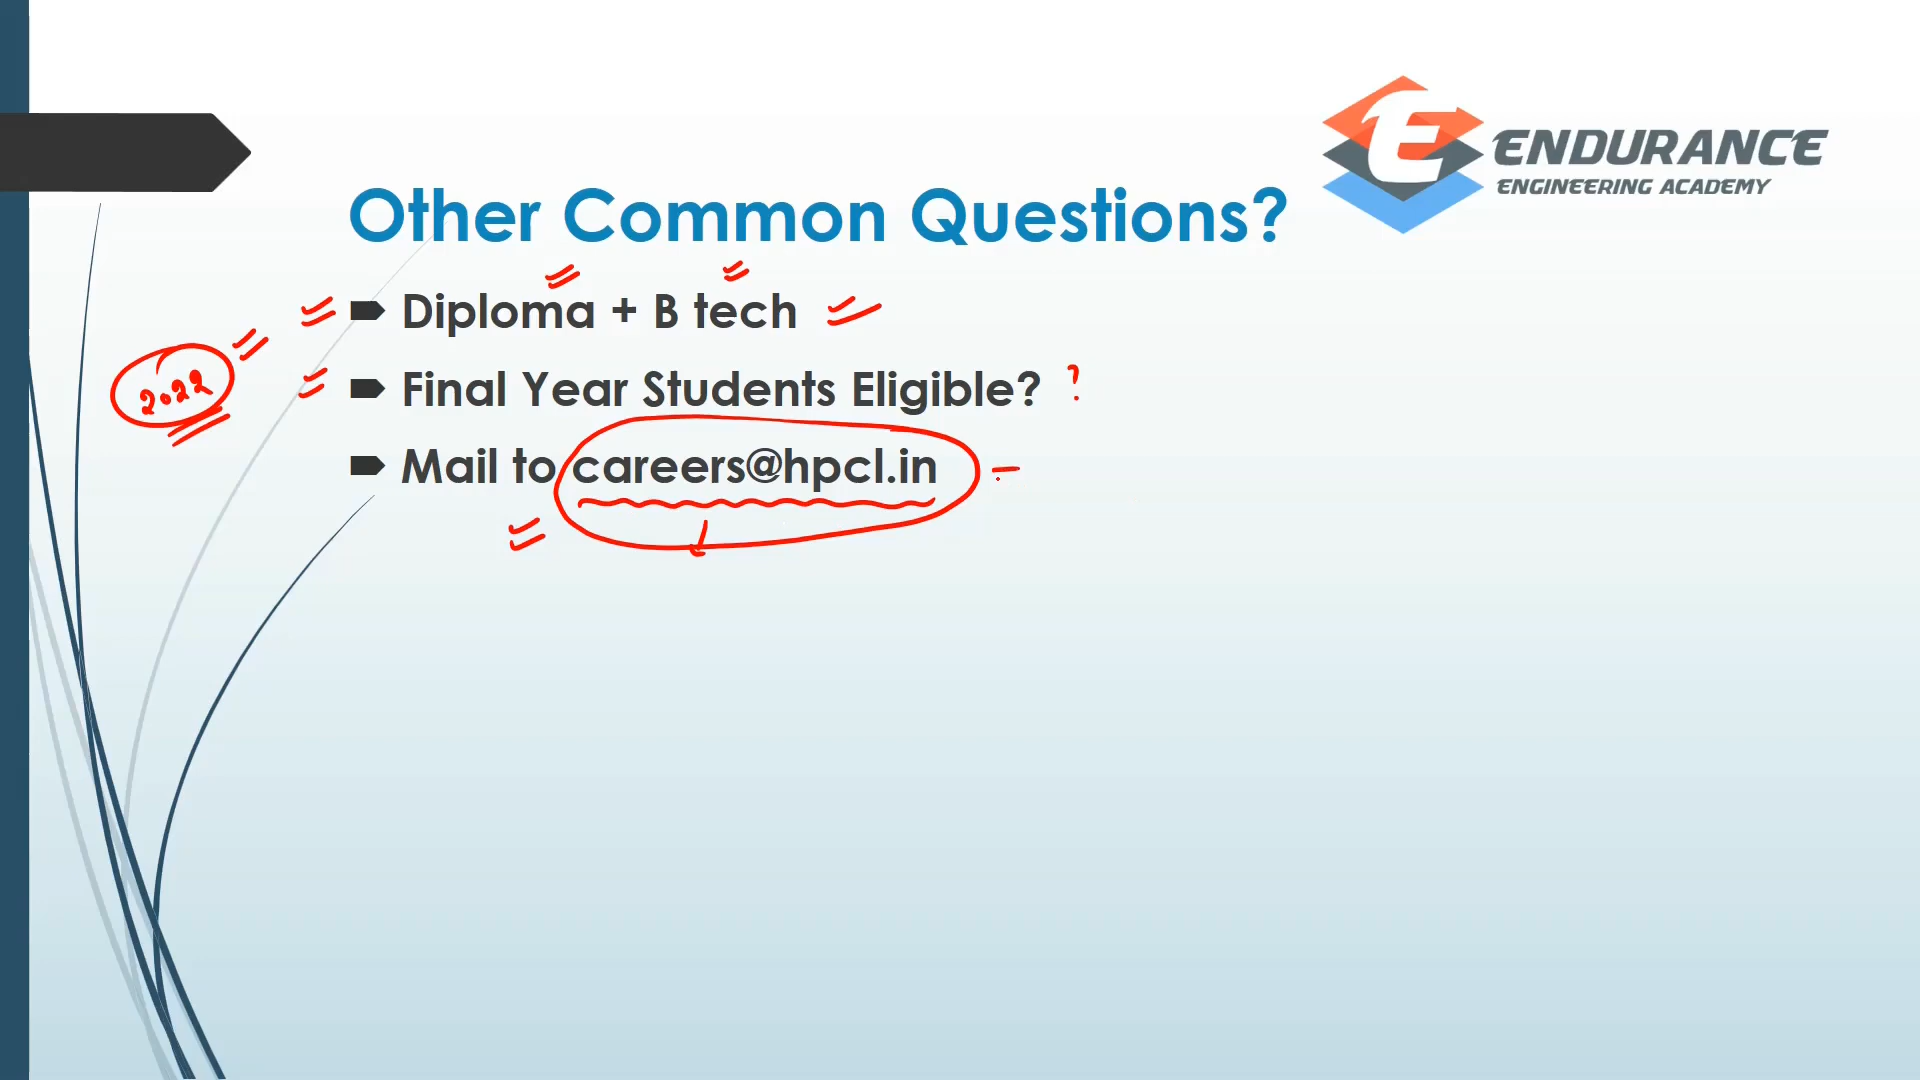 ENDURANCE
ENGINEERING ACADEMY
Other Common Questions?
Diploma + B tech
2022
Final Year Students Eligible? ?
Mail to careers@hpcl.in